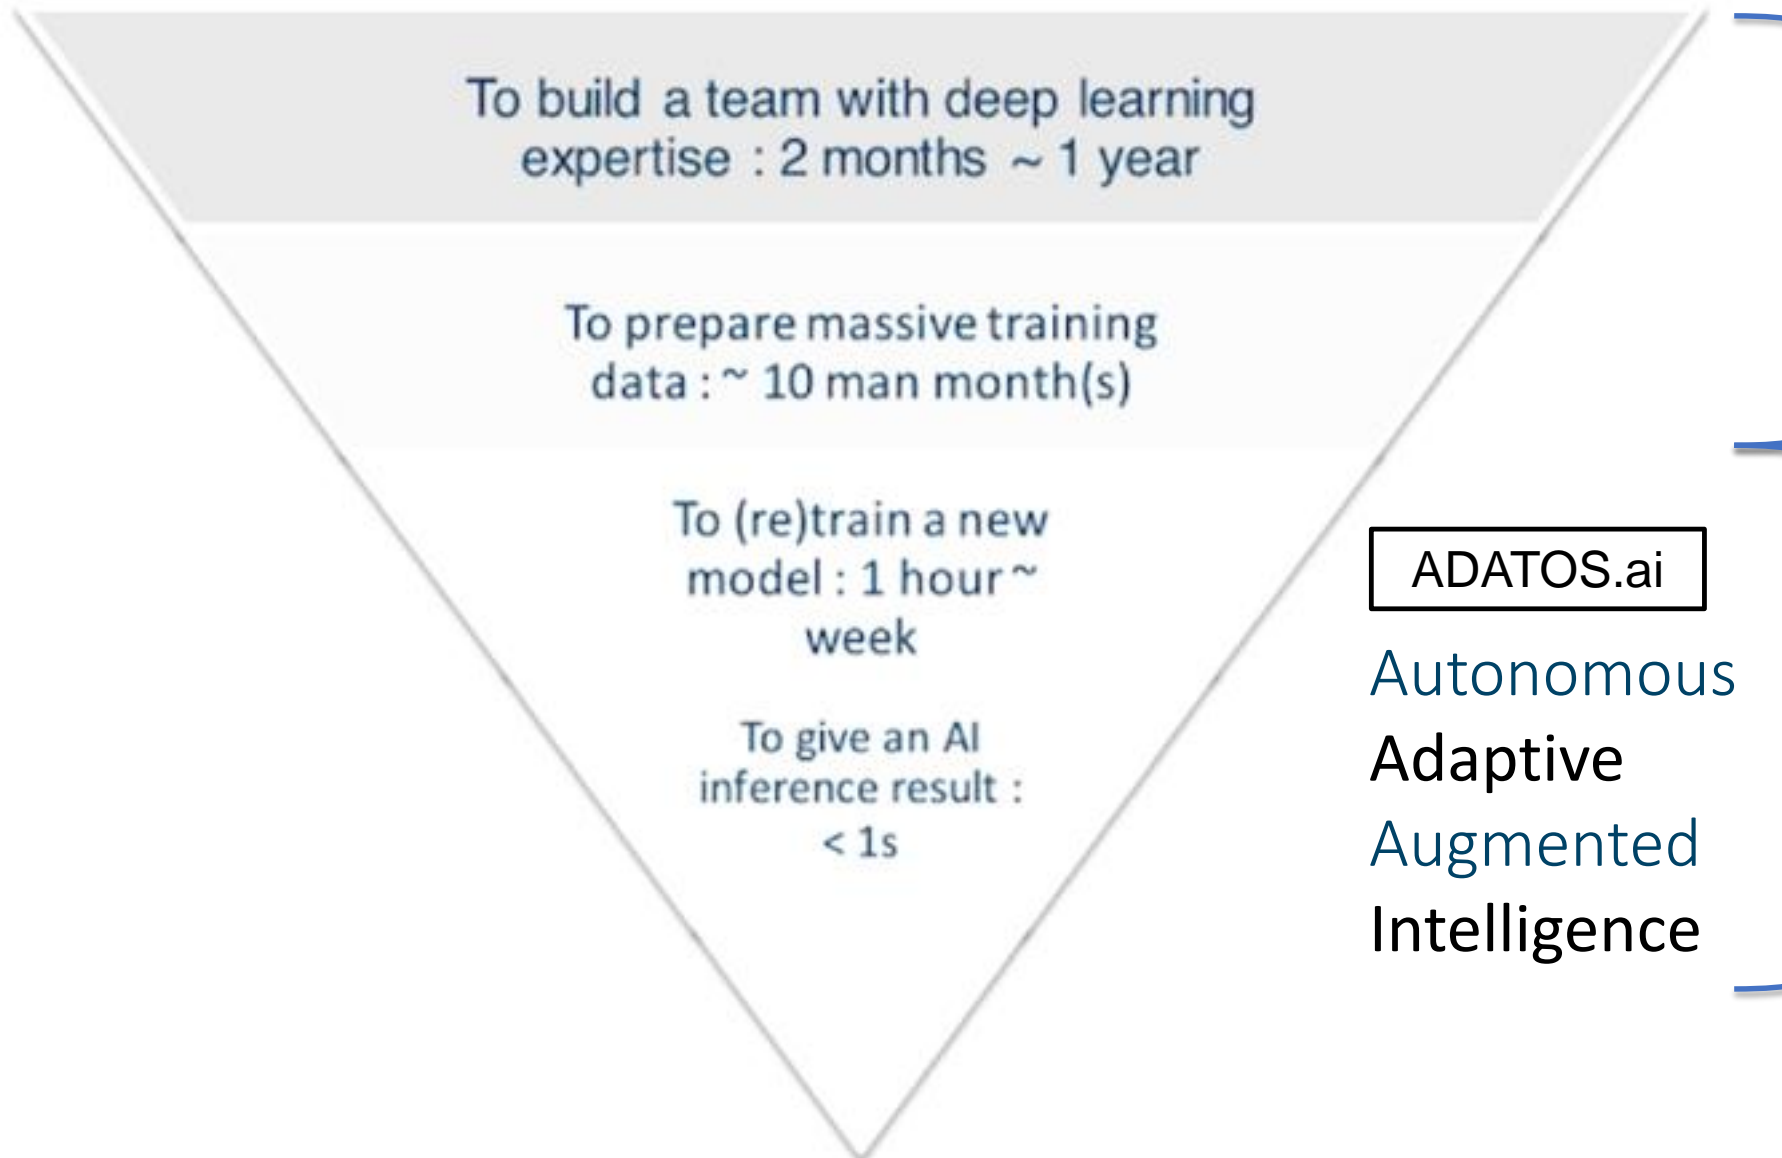 To build a team with deep learning
expertise : 2 months ~ 1 year
To prepare massive training
data : ~ 10 man month(s)
To (re)train a new
model : 1 hour ~
week
To give an AI
inference result :
< 1s
ADATOS.ai
Autonomous
Adaptive
Augmented
Intelligence